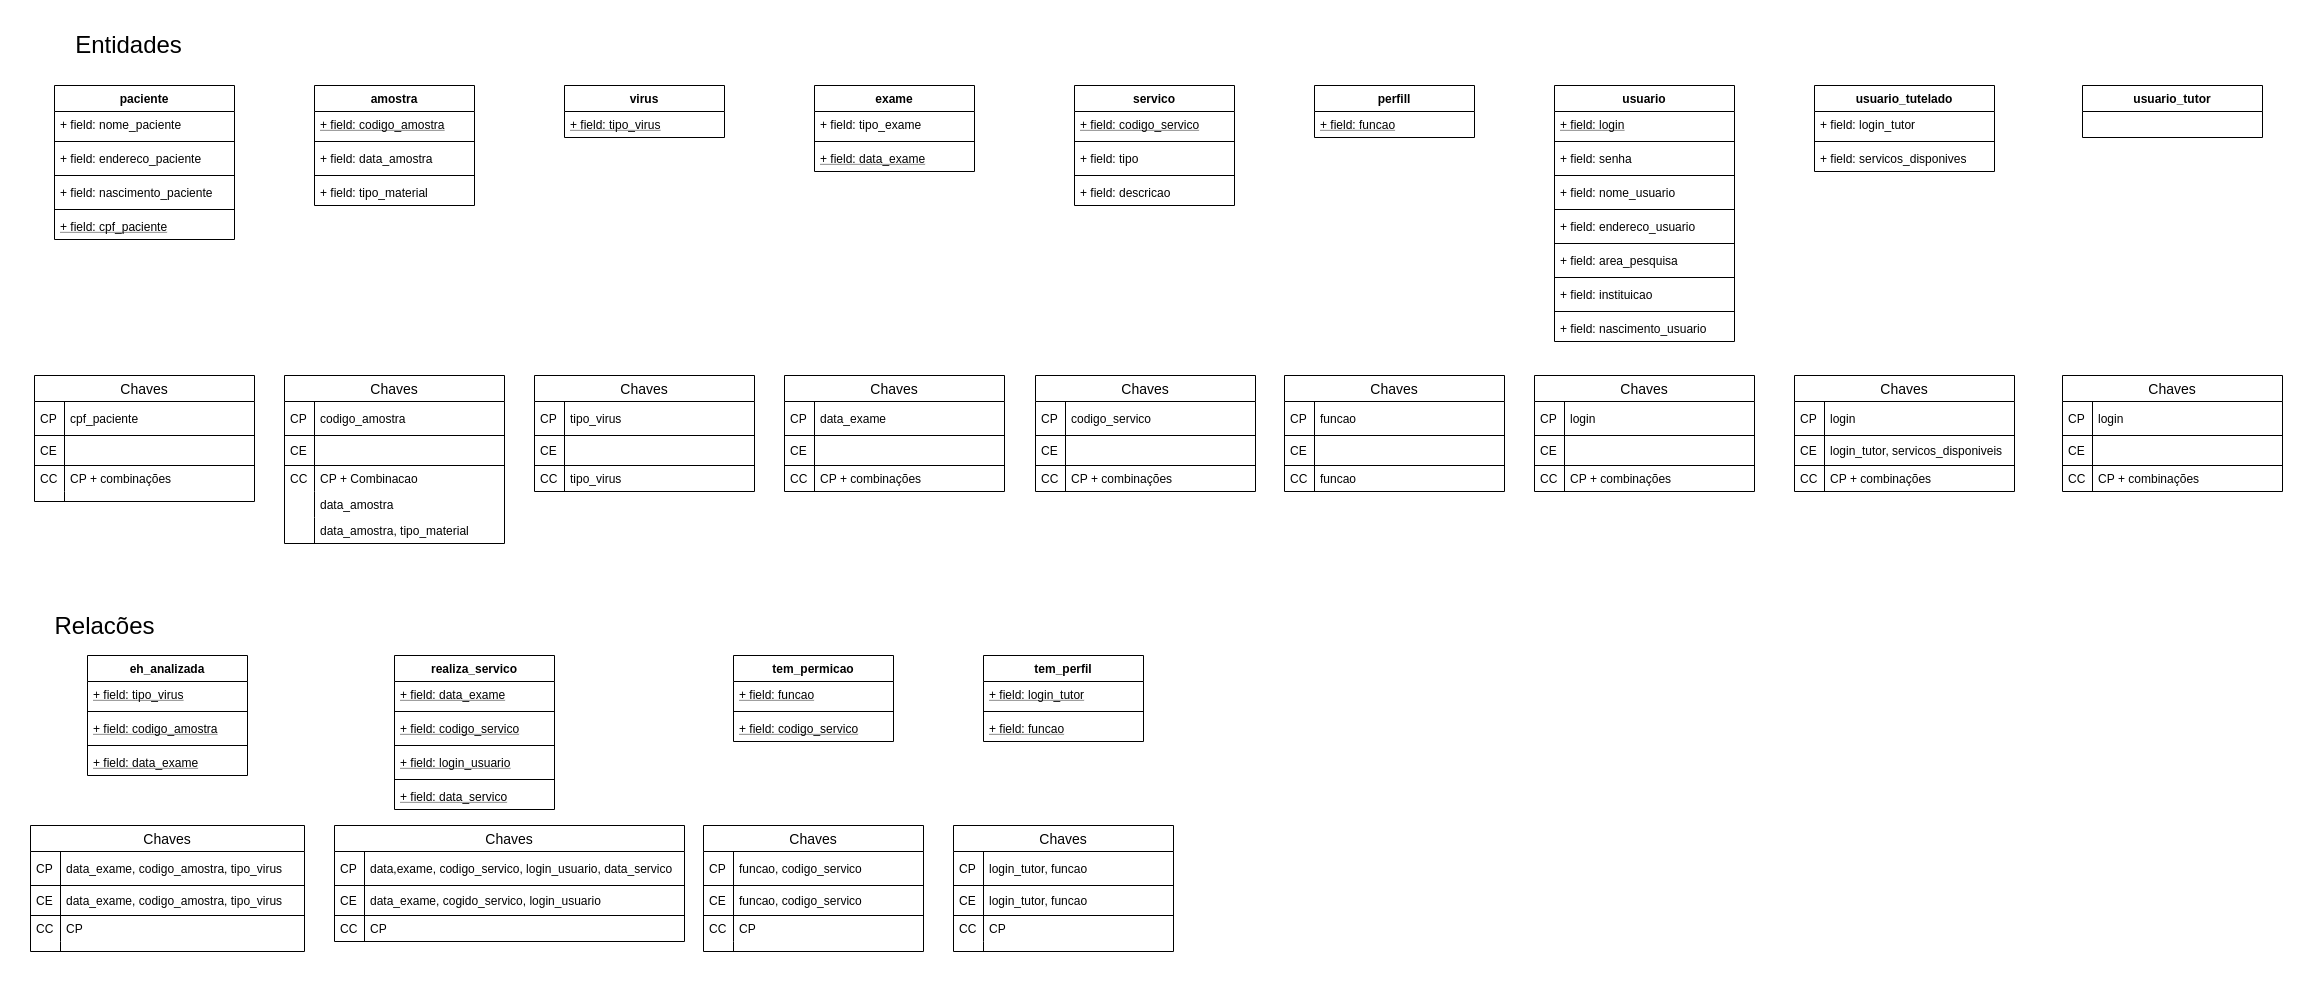 Entidades
paciente
+ field: nome_paciente
+ field: endereco_paciente
+ field: nascimento_paciente
+ field: cpf_paciente
amostra
+ field: codigo_amostra
+ field: data_amostra
+ field: tipo_material
virus
+ field: tipo_virus
exame
+ field: tipo_exame
+ field: data_exame
servico
+ field: codigo_servico
+ field: tipo
+ field: descricao
perfill
+ field: funcao
usuario
+ field: login
+ field: senha
+ field: nome_usuario
+ field: endereco_usuario
+ field: area_pesquisa
+ field: instituicao
+ field: nascimento_usuario
usuario_tutelado
+ field: login_tutor
+ field: servicos_disponives
usuario_tutor
Chaves
CP cpf_paciente
CE
CC CP + combinações
Chaves
CP codigo_amostra
CE
CC CP + Combinacao
data_amostra
data_amostra, tipo_material
Chaves
CP tipo_virus
CE
CC tipo_virus
Chaves
CP data_exame
CE
CC CP + combinações
Chaves
CP codigo_servico
CE
CC CP + combinações
Chaves
CP funcao
CE
CC funcao
Chaves
CP login
CE
CC CP + combinações
Chaves
CP login
CE login_tutor, servicos_disponiveis
CC CP + combinações
Chaves
CP login
CE
CC CP + combinações
Relacões
eh_analizada
+ field: tipo_virus
+ field: codigo_amostra
+ field: data_exame
realiza_servico
+ field: data_exame
+ field: codigo_servico
+ field: login_usuario
+ field: data_servico
tem_permicao
+ field: funcao
+ field: codigo_servico
tem_perfil
+ field: login_tutor
+ field: funcao
Chaves
CP data_exame, codigo_amostra, tipo_virus
CE data_exame, codigo_amostra, tipo_virus
CC CP
Chaves
CP data,exame, codigo_servico, login_usuario, data_servico
CE data_exame, cogido_servico, login_usuario
CC CP
Chaves
CP funcao, codigo_servico
CE funcao, codigo_servico
CC CP
Chaves
CP login_tutor, funcao
CE login_tutor, funcao
CC CP